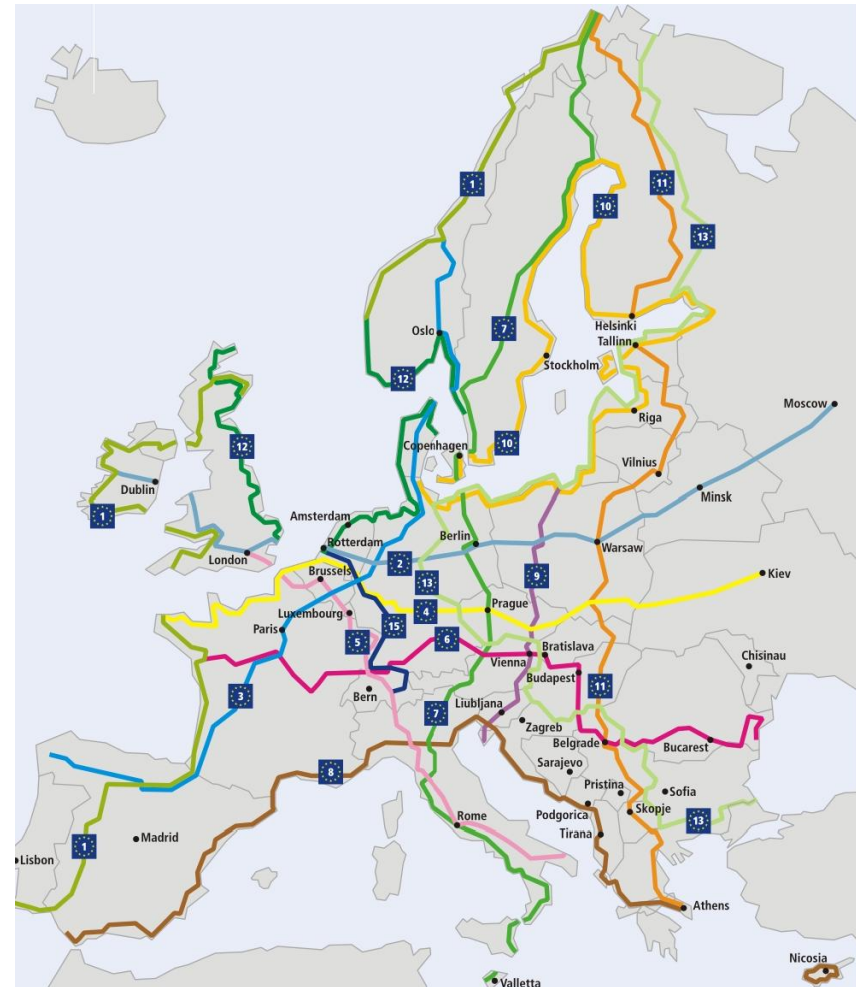 1
11
10
13
Oslo
7
Helsinki
Tallinn
Stockholm
12
Moscow
Riga
12
Copenhagen
10
Vilnius
Dublin
Minsk
1
Amsterdam
Rotterdam
Berlin
Warsaw
London
2
Brussels
13
9
Kiev
Luxembourg
4
Prague
15
Paris
5
6
Bratislava
Vienna
Chisinau
Budapest
3
Bern
11
7
Liubljana
Zagreb
Belgrade
Bucarest
8
Sarajevo
Pristina
Sofia
Podgorica
Skopje
Rome
13
Tirana
Madrid
1
Lisbon
Athens
Nicosia
Valletta